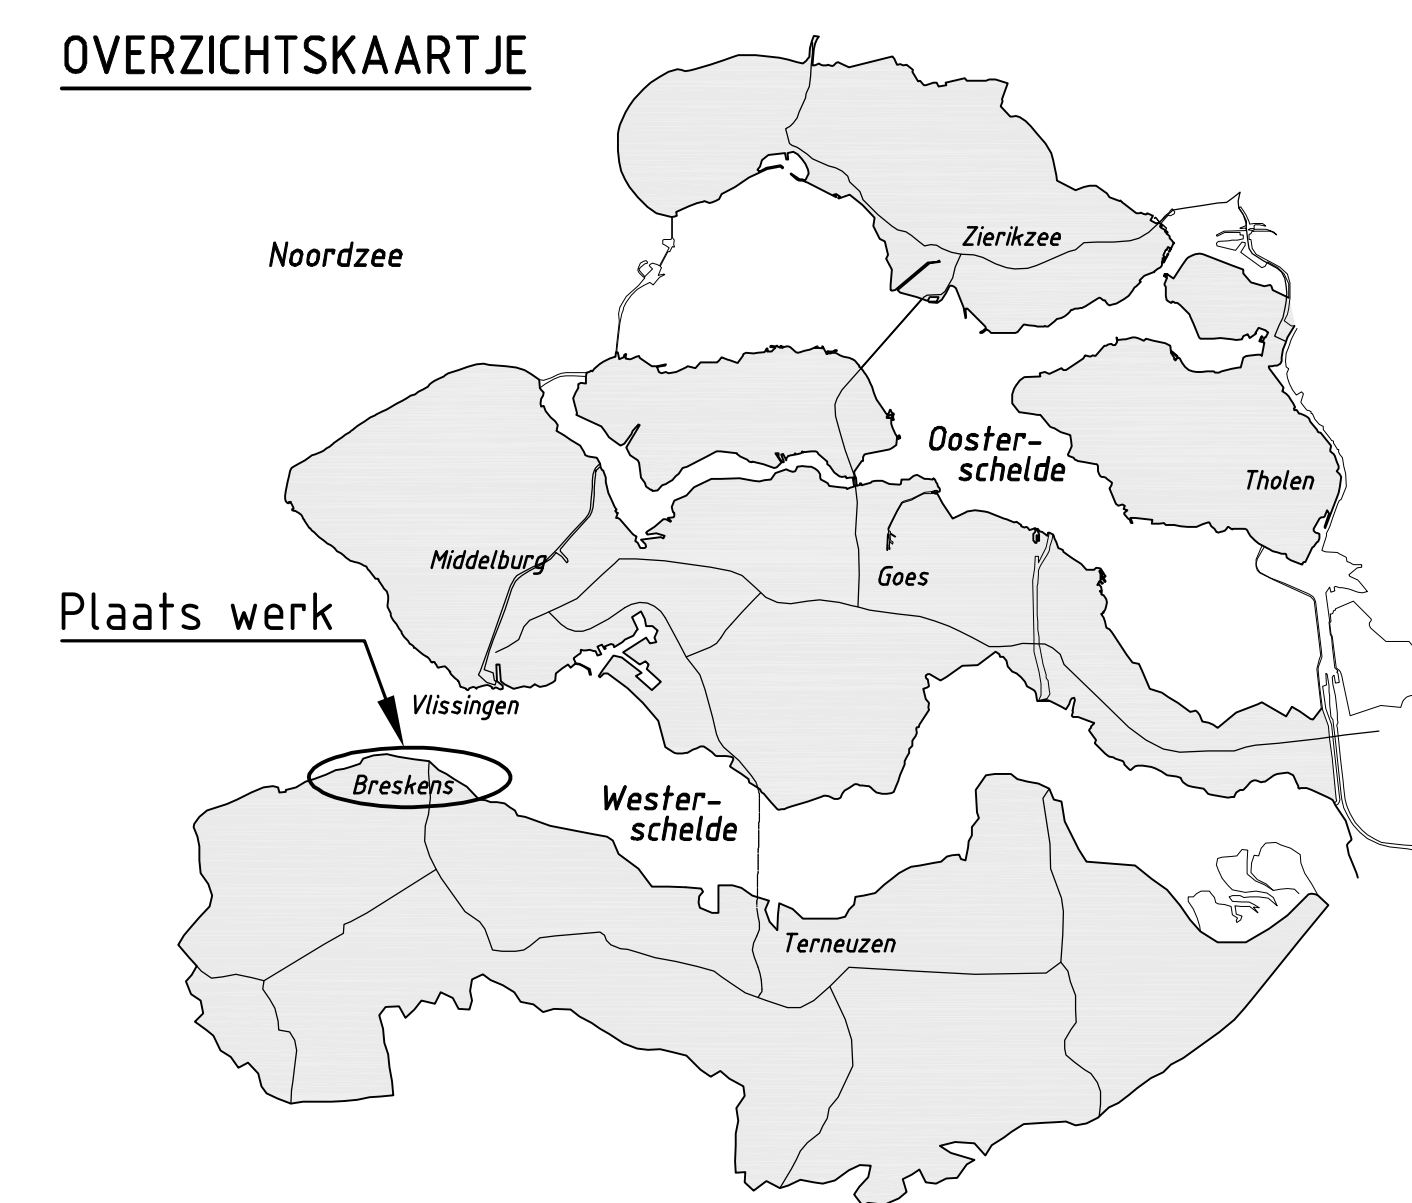 OVERZICHTSKAARTJE
Noordzee
Zierikzee
Ooster-
schelde
Tholen
Middelburg
Goes
Plaats werk
Vlissingen
Breskens
Wester-
schelde
Terneuzen